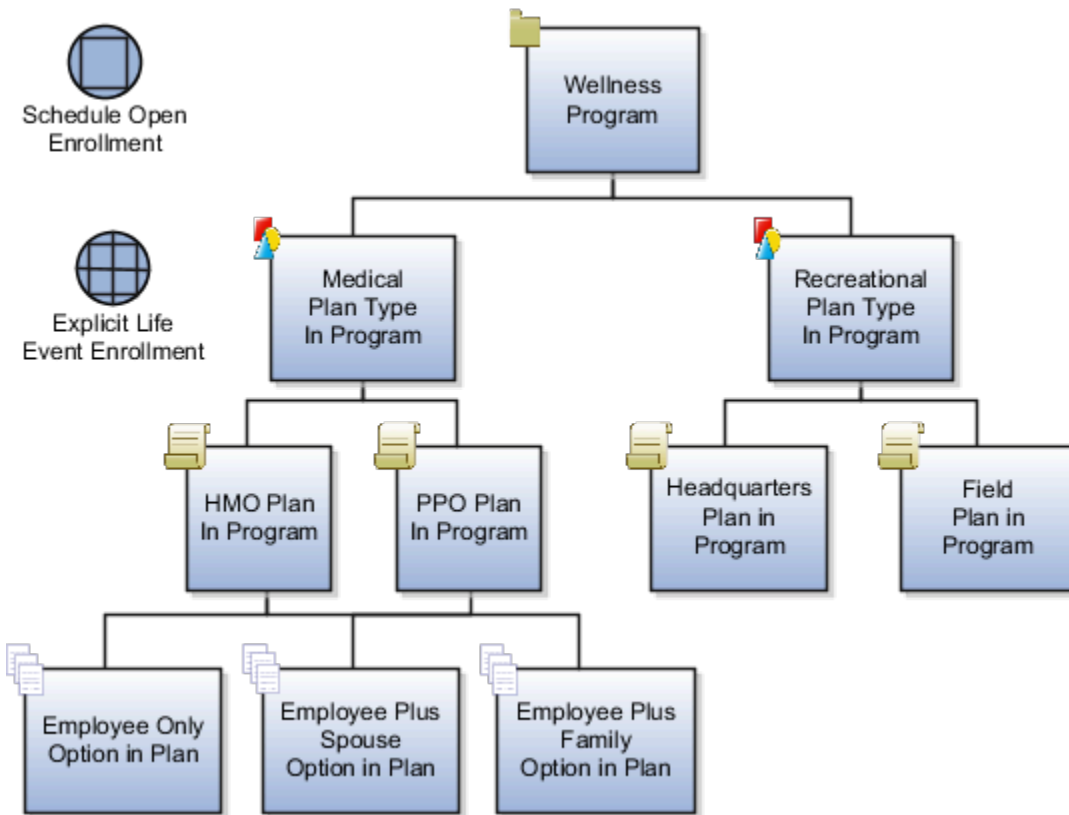 Schedule Open
Enrollment
Wellness
Program
Explicit Life
Event Enrollment
Medical
Plan Type
In Program
Recreational
Plan Type
In Program
HMO Plan
In Program
PPO Plan
In Program
Headquarters
Plan in
Program
Field
Plan in
Program
Employee Only
Option in Plan
Employee Plus
Spouse
Option in Plan
Employee Plus
Family
Option in Plan